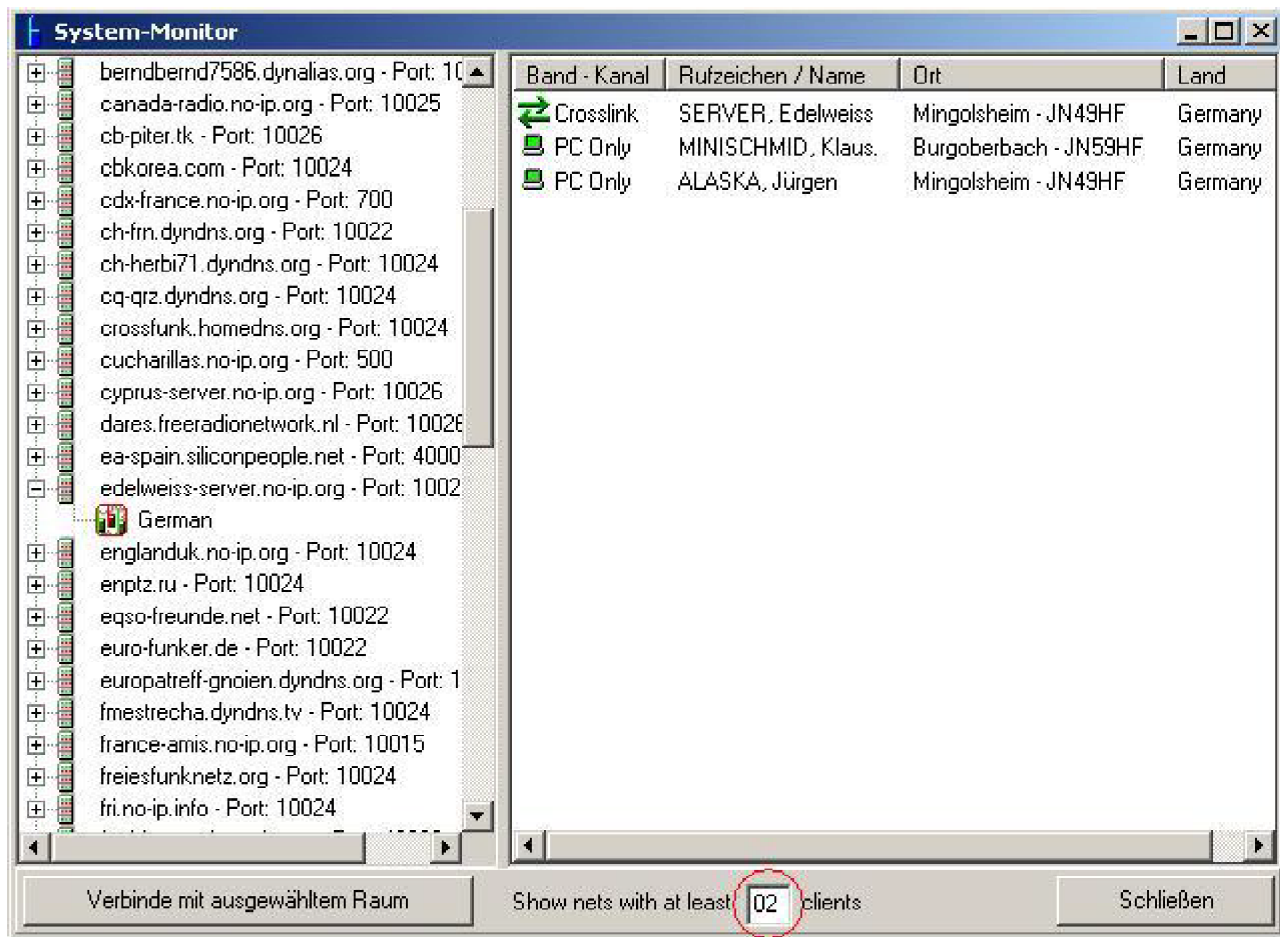 System-Monitor
berndbernd7586.dynalias.org - Port: 10
canada-radio.no-ip.org - Port: 10025
cb-piter.tk - Port: 10026
cbkorea.com - Port: 10024
cdx-france.no-ip.org - Port: 700
ch-frn.dyndns.org - Port: 10022
ch-herbi71.dyndns.org - Port: 10024
cq-qrz.dyndns.org - Port: 10024
crossfunk.homedns.org - Port: 10024
cucharillas.no-ip.org - Port: 500
cyprus-server.no-ip.org - Port: 10026
dares.freeradionetwork.nl - Port: 10026
ea-spain.siliconpeople.net - Port: 4000
edelweiss-server.no-ip.org - Port: 1002
German
englanduk.no-ip.org - Port: 10024
enptz.ru - Port: 10024
eqso-freunde.net - Port: 10022
euro-funker.de - Port: 10022
europatreff-gnoien.dyndns.org - Port: 1
fmestrecha.dyndns.tv - Port: 10024
france-amis.no-ip.org - Port: 10015
freiesfunknetz.org - Port: 10024
fri.no-ip.info - Port: 10024
Band - Kanal Rufzeichen / Name Ort Land
Crosslink SERVER, Edelweiss Mingolsheim - JN49HF Germany
PC Only MINISCHMID, Klaus. Burgoberbach - JN59HF Germany
PC Only ALASKA, Jürgen Mingolsheim - JN49HF Germany
Verbinde mit ausgewähltem Raum Show nets with at least 02 clients Schließen